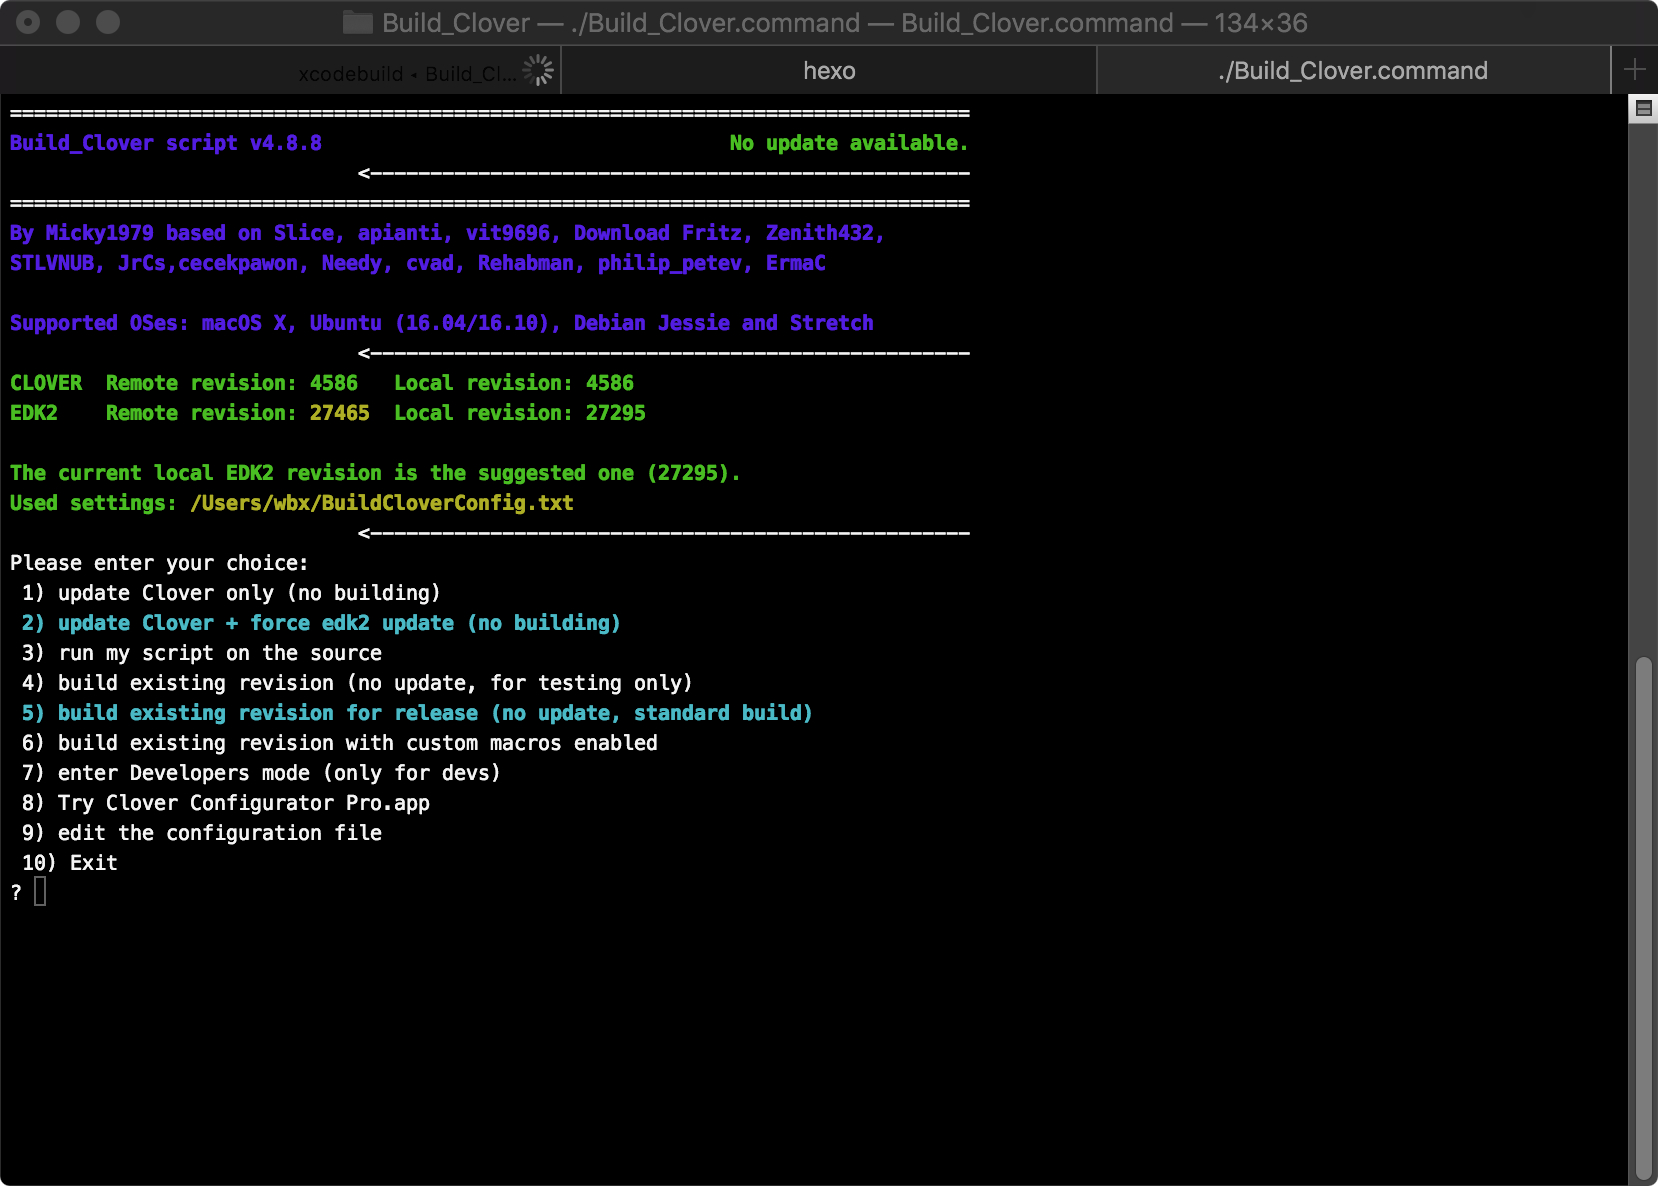 Build_Clover — ./Build_Clover.command — Build_Clover.command — 134×36
xcodebuild ◂ Build_Cl... hexo ./Build_Clover.command
================================================================================
Build_Clover script v4.8.8 No update available.
<--------------------------------------------------
================================================================================
By Micky1979 based on Slice, apianti, vit9696, Download Fritz, Zenith432,
STLVNUB, JrCs,cecekpawon, Needy, cvad, Rehabman, philip_petev, ErmaC
Supported OSes: macOS X, Ubuntu (16.04/16.10), Debian Jessie and Stretch
<--------------------------------------------------
CLOVER Remote revision: 4586 Local revision: 4586
EDK2 Remote revision: 27465 Local revision: 27295
The current local EDK2 revision is the suggested one (27295).
Used settings: /Users/wbx/BuildCloverConfig.txt
<--------------------------------------------------
Please enter your choice:
1) update Clover only (no building)
2) update Clover + force edk2 update (no building)
3) run my script on the source
4) build existing revision (no update, for testing only)
5) build existing revision for release (no update, standard build)
6) build existing revision with custom macros enabled
7) enter Developers mode (only for devs)
8) Try Clover Configurator Pro.app
9) edit the configuration file
10) Exit
?